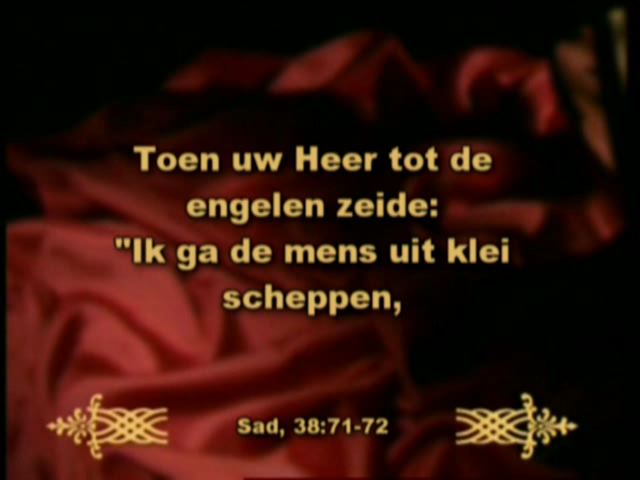 Toen uw Heer tot de
engelen zeide:
"Ik ga de mens uit klei
scheppen,
Sad, 38:71-72